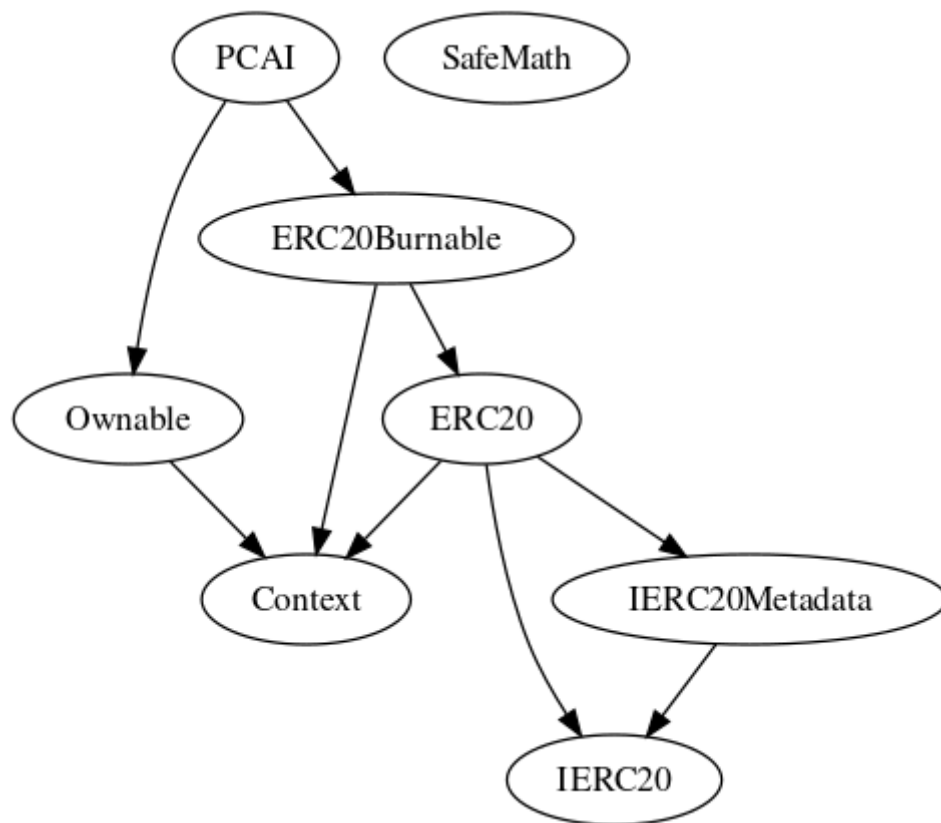 PCAI
SafeMath
ERC20Burnable
Ownable
ERC20
Context
IERC20Metadata
IERC20